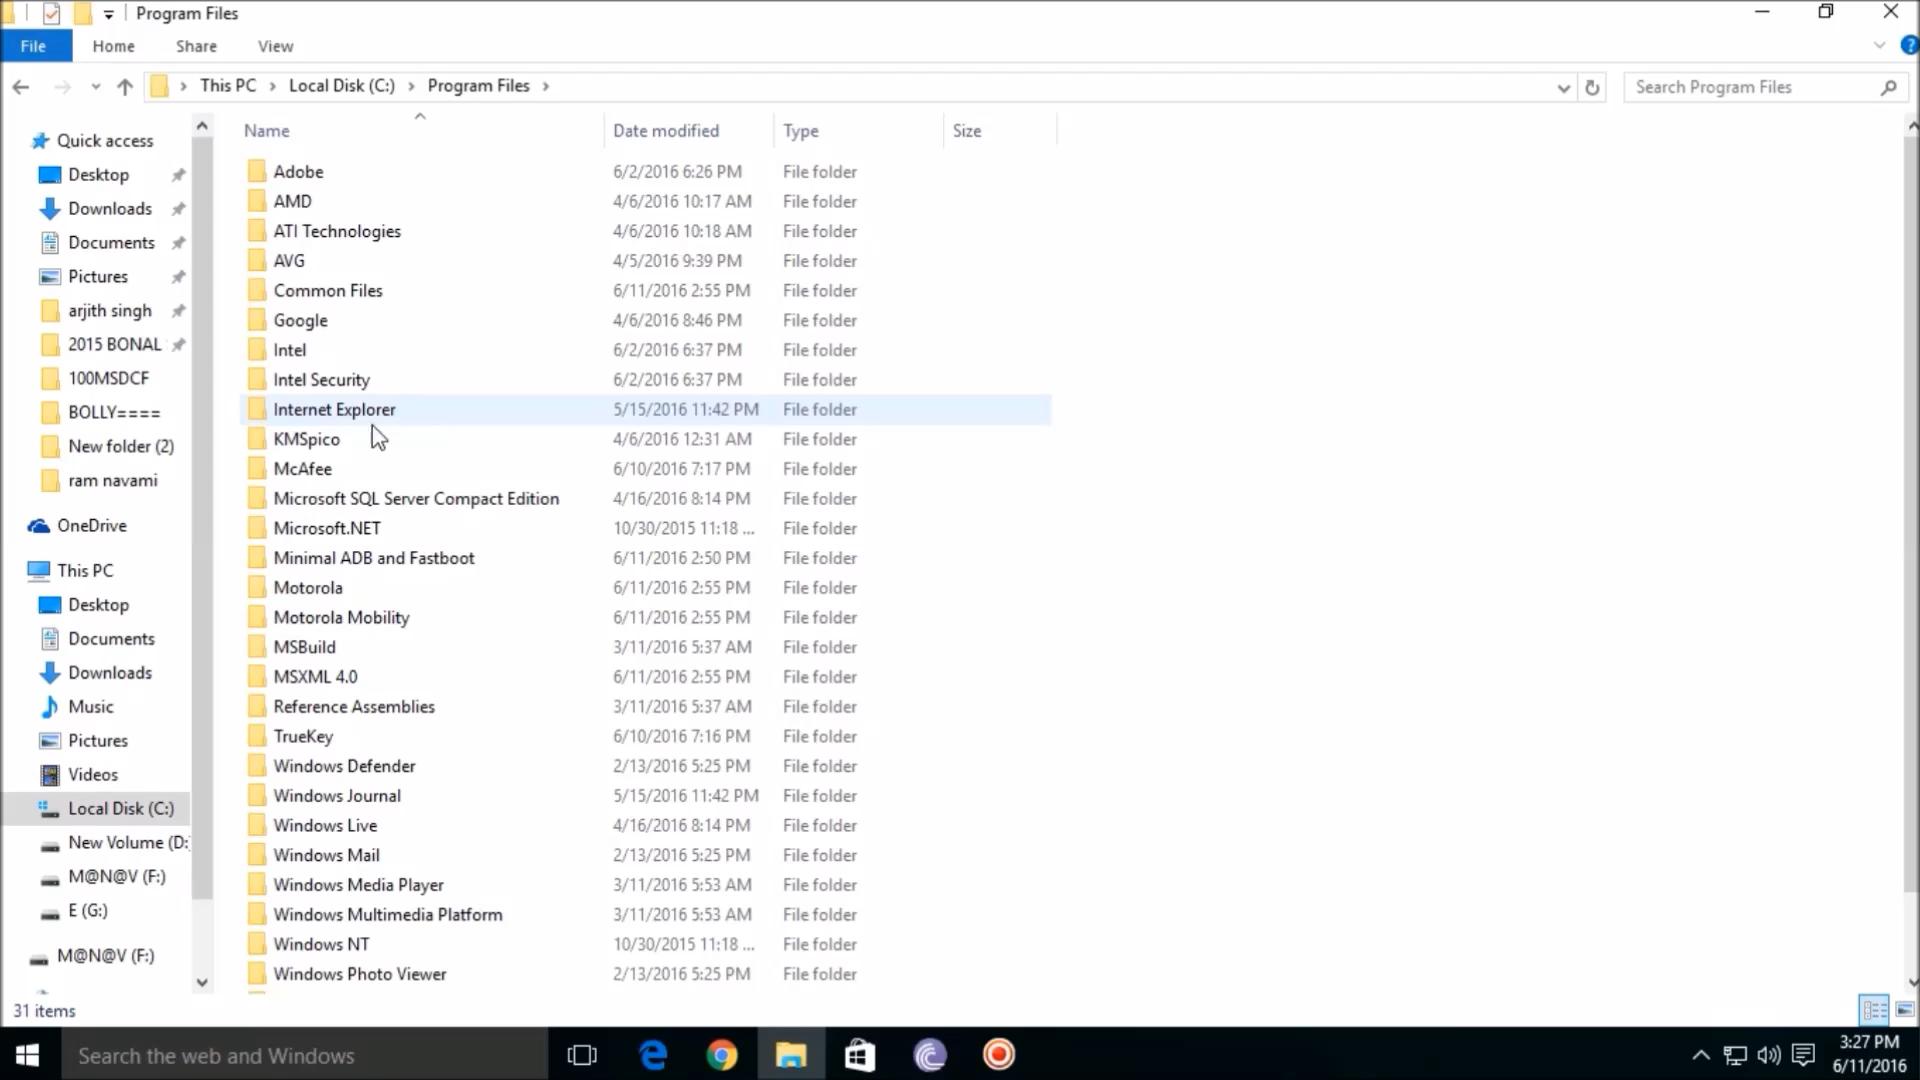 Program Files
File Home Share View
This PC Local Disk (C:) Program Files
Search Program Files
Name Date modified Type Size
Quick access
Desktop
Downloads
Documents
Pictures
arjith singh
2015 BONAL
100MSDCF
BOLLY====
New folder (2)
ram navami
OneDrive
This PC
Desktop
Documents
Downloads
Music
Pictures
Videos
Local Disk (C:)
New Volume (D:
M@N@V (F:)
E (G:)
M@N@V (F:)
Adobe 6/2/2016 6:26 PM File folder
AMD 4/6/2016 10:17 AM File folder
ATI Technologies 4/6/2016 10:18 AM File folder
AVG 4/5/2016 9:39 PM File folder
Common Files 6/11/2016 2:55 PM File folder
Google 4/6/2016 8:46 PM File folder
Intel 6/2/2016 6:37 PM File folder
Intel Security 6/2/2016 6:37 PM File folder
Internet Explorer 5/15/2016 11:42 PM File folder
KMSpico 4/6/2016 12:31 AM File folder
McAfee 6/10/2016 7:17 PM File folder
Microsoft SQL Server Compact Edition 4/16/2016 8:14 PM File folder
Microsoft.NET 10/30/2015 11:18 ... File folder
Minimal ADB and Fastboot 6/11/2016 2:50 PM File folder
Motorola 6/11/2016 2:55 PM File folder
Motorola Mobility 6/11/2016 2:55 PM File folder
MSBuild 3/11/2016 5:37 AM File folder
MSXML 4.0 6/11/2016 2:55 PM File folder
Reference Assemblies 3/11/2016 5:37 AM File folder
TrueKey 6/10/2016 7:16 PM File folder
Windows Defender 2/13/2016 5:25 PM File folder
Windows Journal 5/15/2016 11:42 PM File folder
Windows Live 4/16/2016 8:14 PM File folder
Windows Mail 2/13/2016 5:25 PM File folder
Windows Media Player 3/11/2016 5:53 AM File folder
Windows Multimedia Platform 3/11/2016 5:53 AM File folder
Windows NT 10/30/2015 11:18 ... File folder
Windows Photo Viewer 2/13/2016 5:25 PM File folder
31 items
Search the web and Windows
3:27 PM
6/11/2016